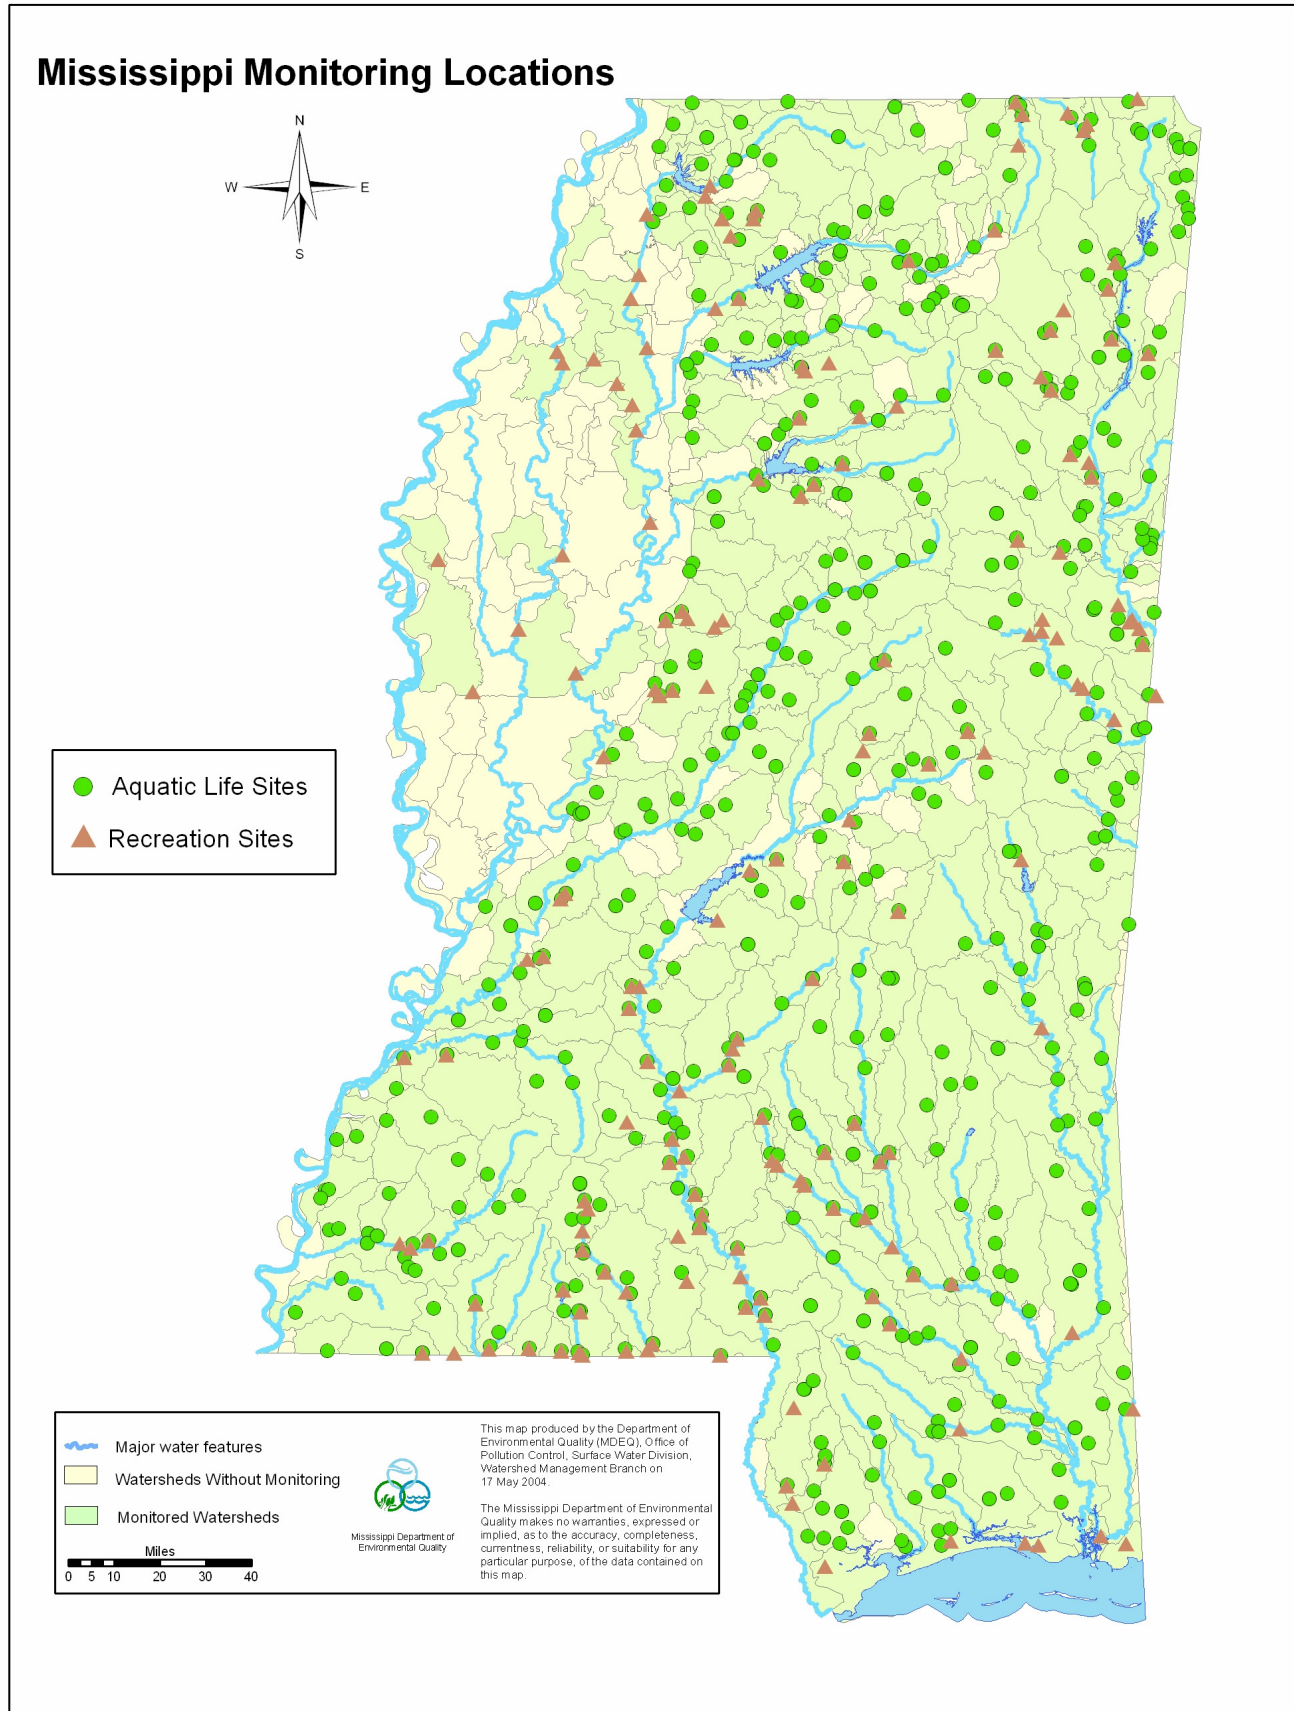 Mississippi Monitoring Locations
N
W
E
S
Aquatic Life Sites
Recreation Sites
Major water features
Watersheds Without Monitoring
Monitored Watersheds
Miles
0 5 10 20 30 40
Mississippi Department of
Environmental Quality
This map produced by the Department of
Environmental Quality (MDEQ), Office of
Pollution Control, Surface Water Division,
Watershed Management Branch on
17 May 2004.
The Mississippi Department of Environmental
Quality makes no warranties, expressed or
implied, as to the accuracy, completeness,
currentness, reliability, or suitability for any
particular purpose, of the data contained on
this map.